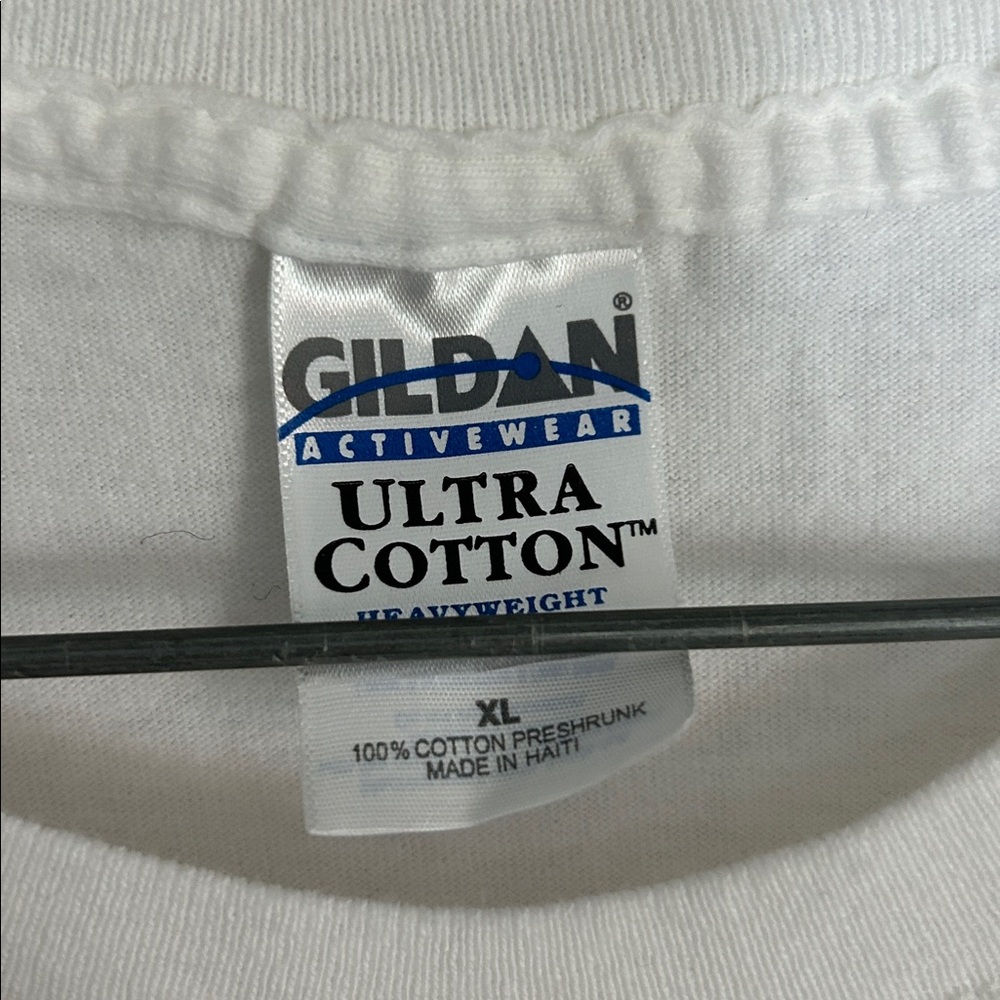 GILDAN®
ACTIVEWEAR
ULTRA
COTTON™
HEAVYWEIGHT
XL
100% COTTON PRESHRUNK
MADE IN HAITI